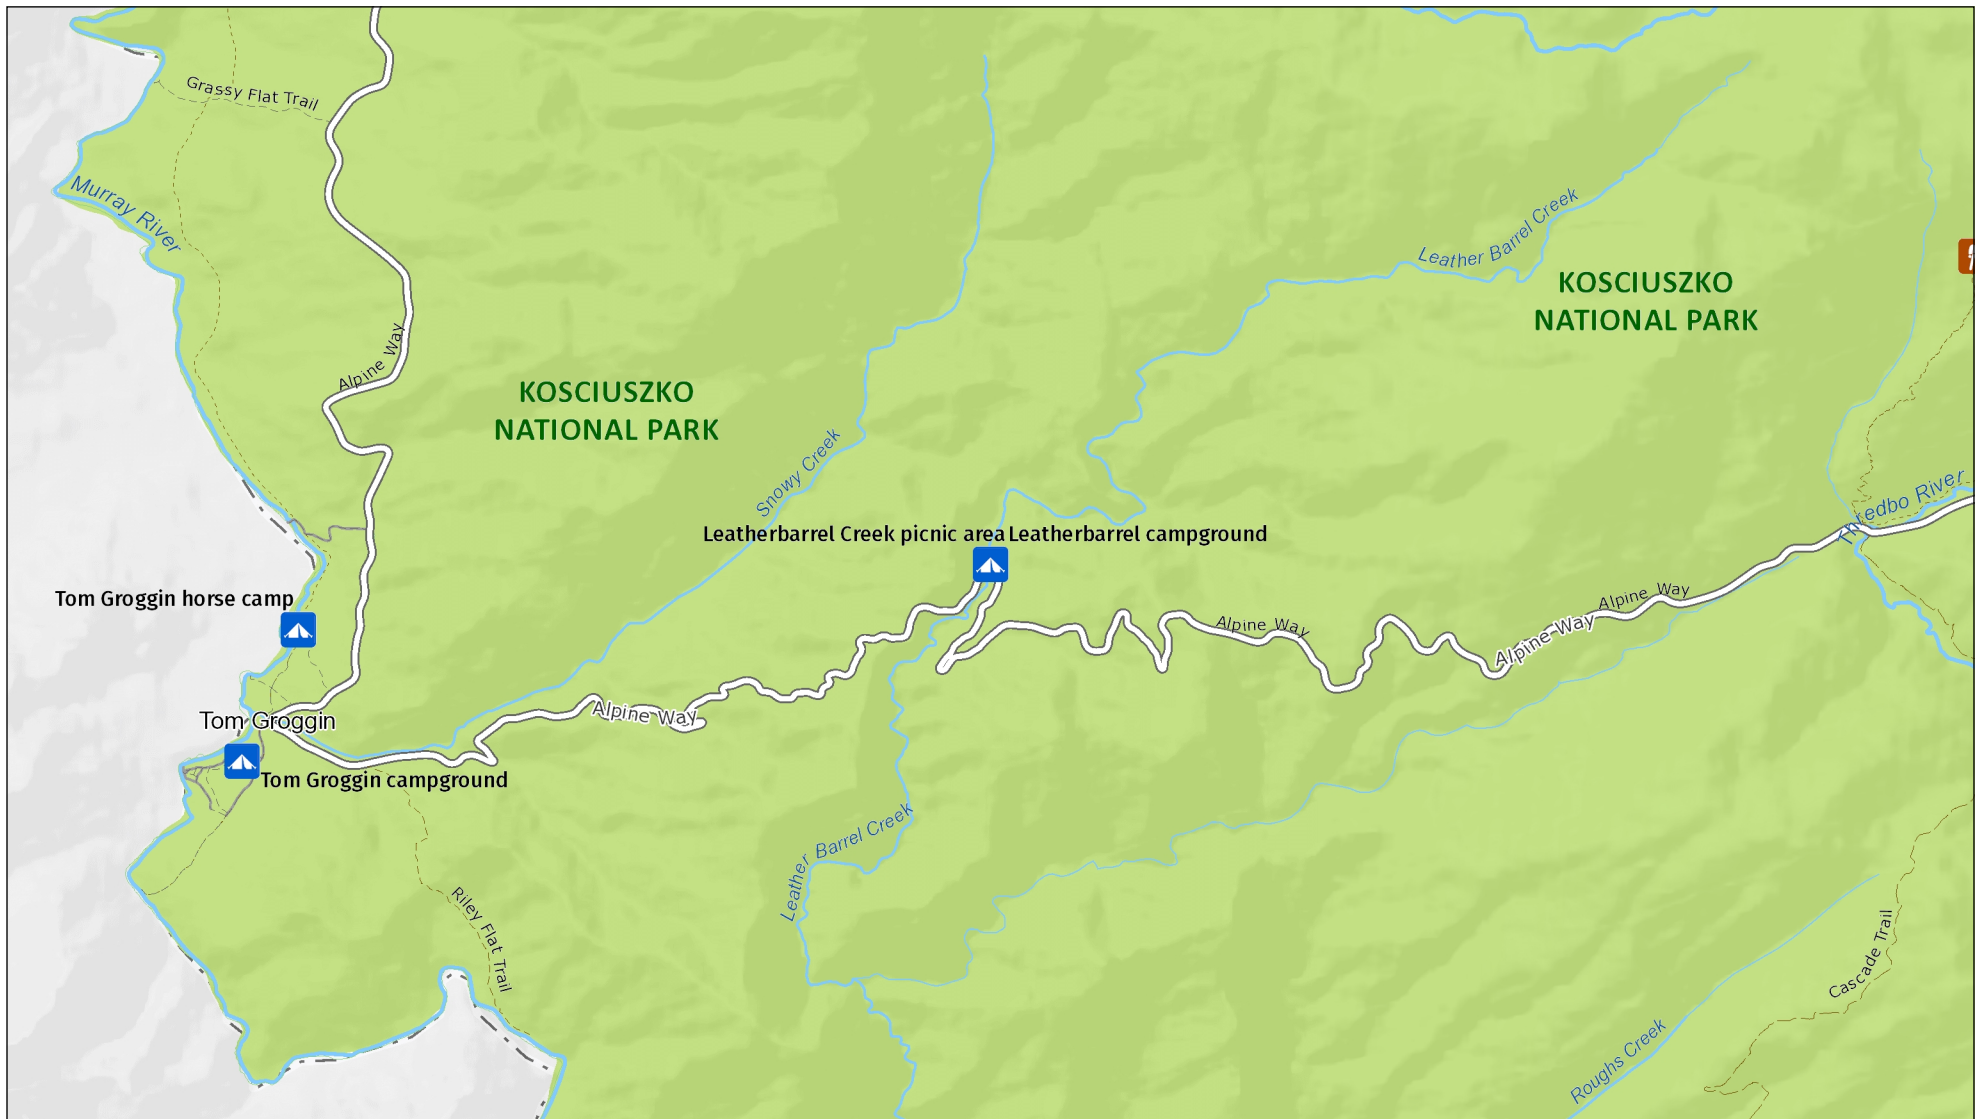 Grassy Flat Trail
Murray River
Leather Barrel Creek
KOSCIUSZKO
NATIONAL PARK
Alpine Way
KOSCIUSZKO
NATIONAL PARK
Snowy Creek
Thredbo River
Leatherbarrel Creek picnic area
Leatherbarrel campground
Tom Groggin horse camp
Alpine Way
Alpine Way
Alpine Way
Alpine Way
Tom Groggin
Tom Groggin campground
Leather Barrel Creek
Riley Flat Trail
Cascade Trail
Roughs Creek